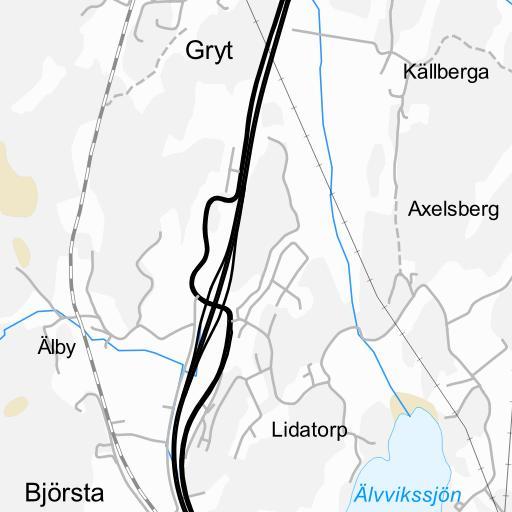 Gryt
Källberga
Axelsberg
Älby
Lidatorp
Björsta
Älvvikssjön